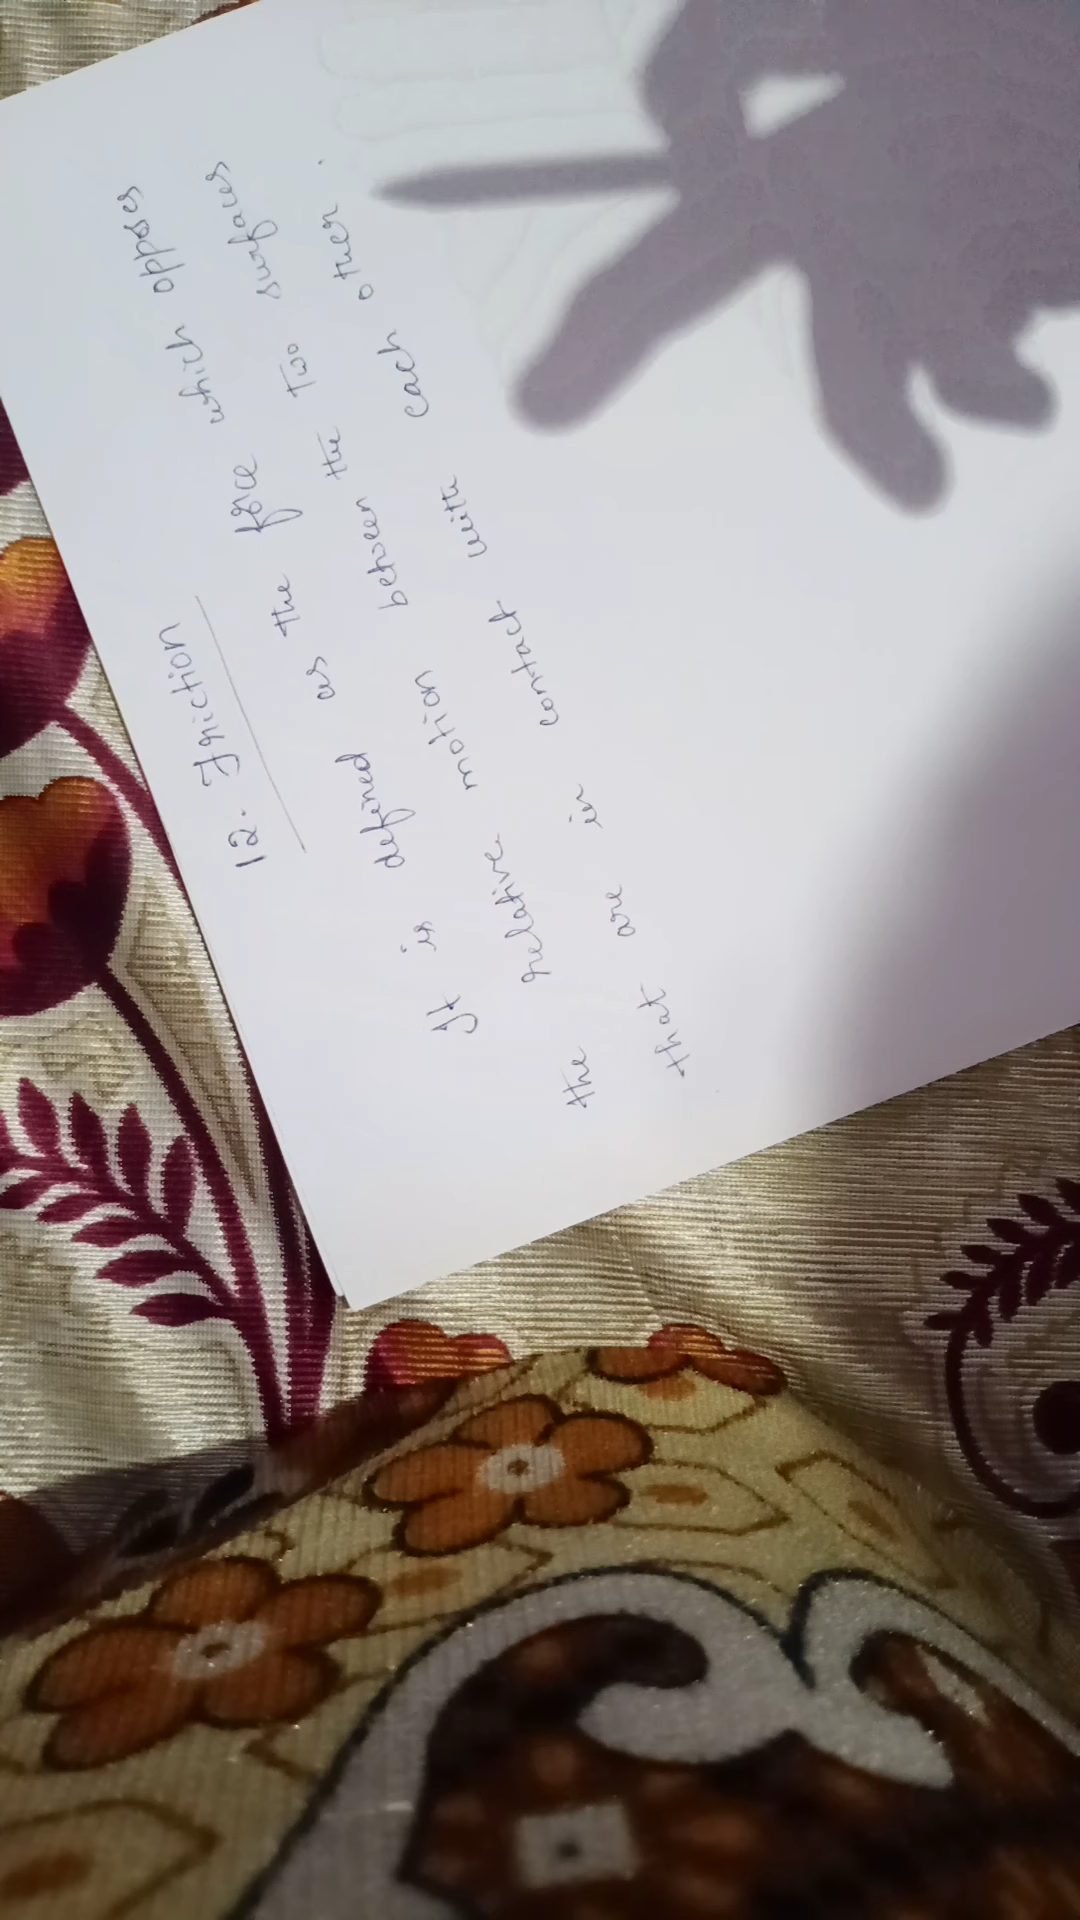 12. Friction
It is defined as the force which opposes
the relative motion between the two surfaces
that are in contact with each other.